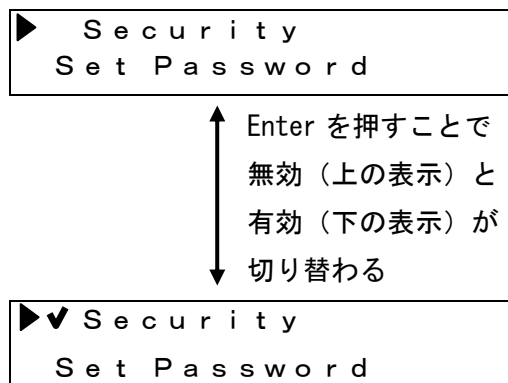 ▶ Ｓｅｃｕｒｉｔｙ
Ｓｅｔ Ｐａｓｓｗｏｒｄ
Enter を押すことで
無効（上の表示）と
有効（下の表示）が
切り替わる
▶✔Ｓｅｃｕｒｉｔｙ
Ｓｅｔ Ｐａｓｓｗｏｒｄ